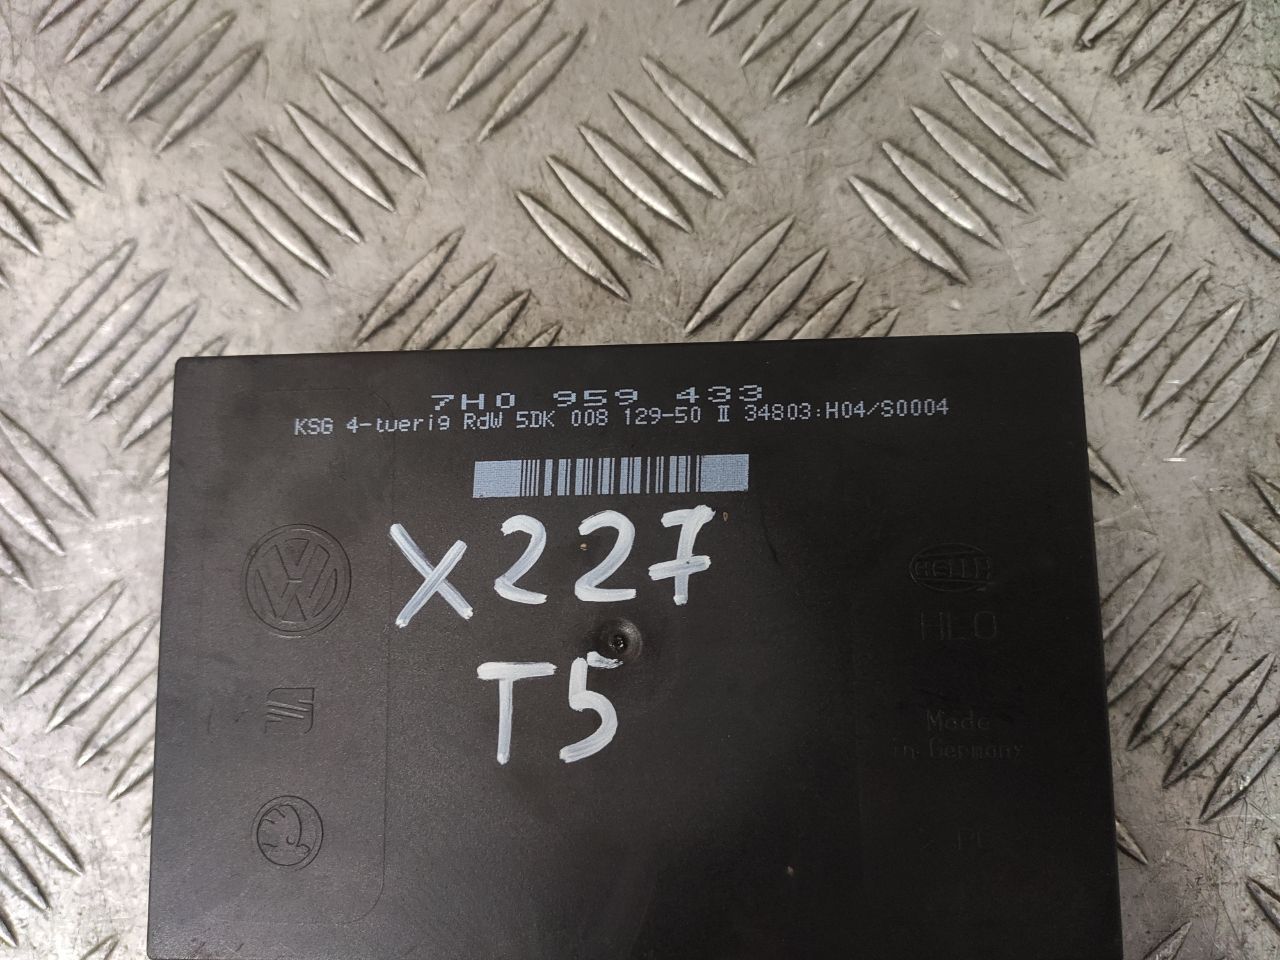 7H0 959 433
KSG 4-tuerig RdW 5DK 008 129-50 II 34803:H04/S0004
X227
T5
HELLA
Made
in Germany